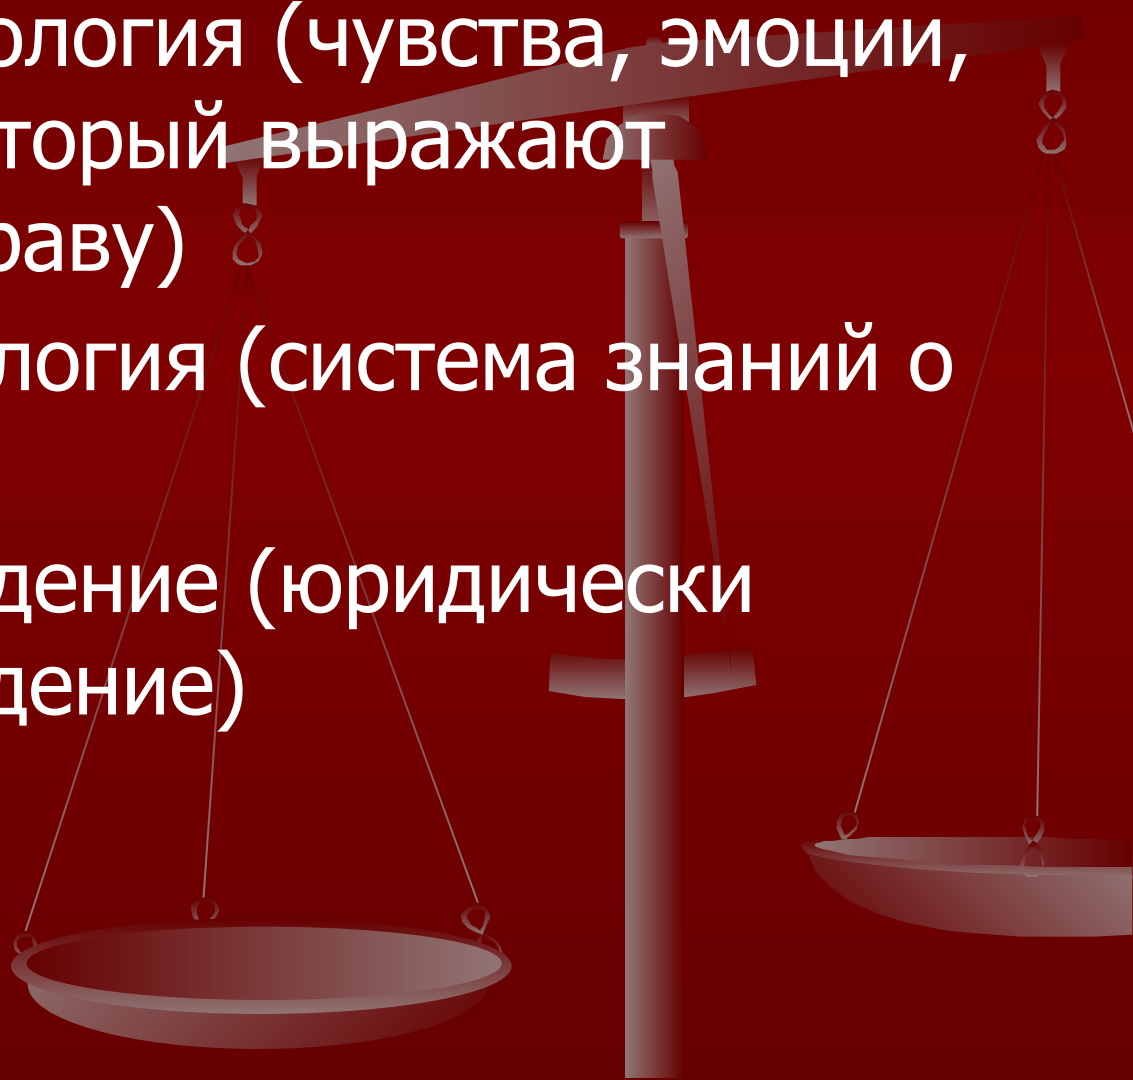 ология (чувства, эмоции,
торый выражают
раву)
логия (система знаний о
дение (юридически
дение)